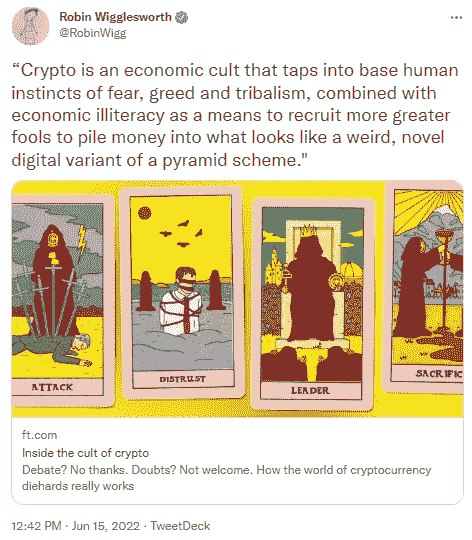 Robin Wigglesworth
@RobinWigg
“Crypto is an economic cult that taps into base human
instincts of fear, greed and tribalism, combined with
economic illiteracy as a means to recruit more greater
fools to pile money into what looks like a weird, novel
digital variant of a pyramid scheme."
ATTACK
DISTRUST
LEADER
SACRIFIC
ft.com
Inside the cult of crypto
Debate? No thanks. Doubts? Not welcome. How the world of cryptocurrency
diehards really works
12:42 PM · Jun 15, 2022 · TweetDeck